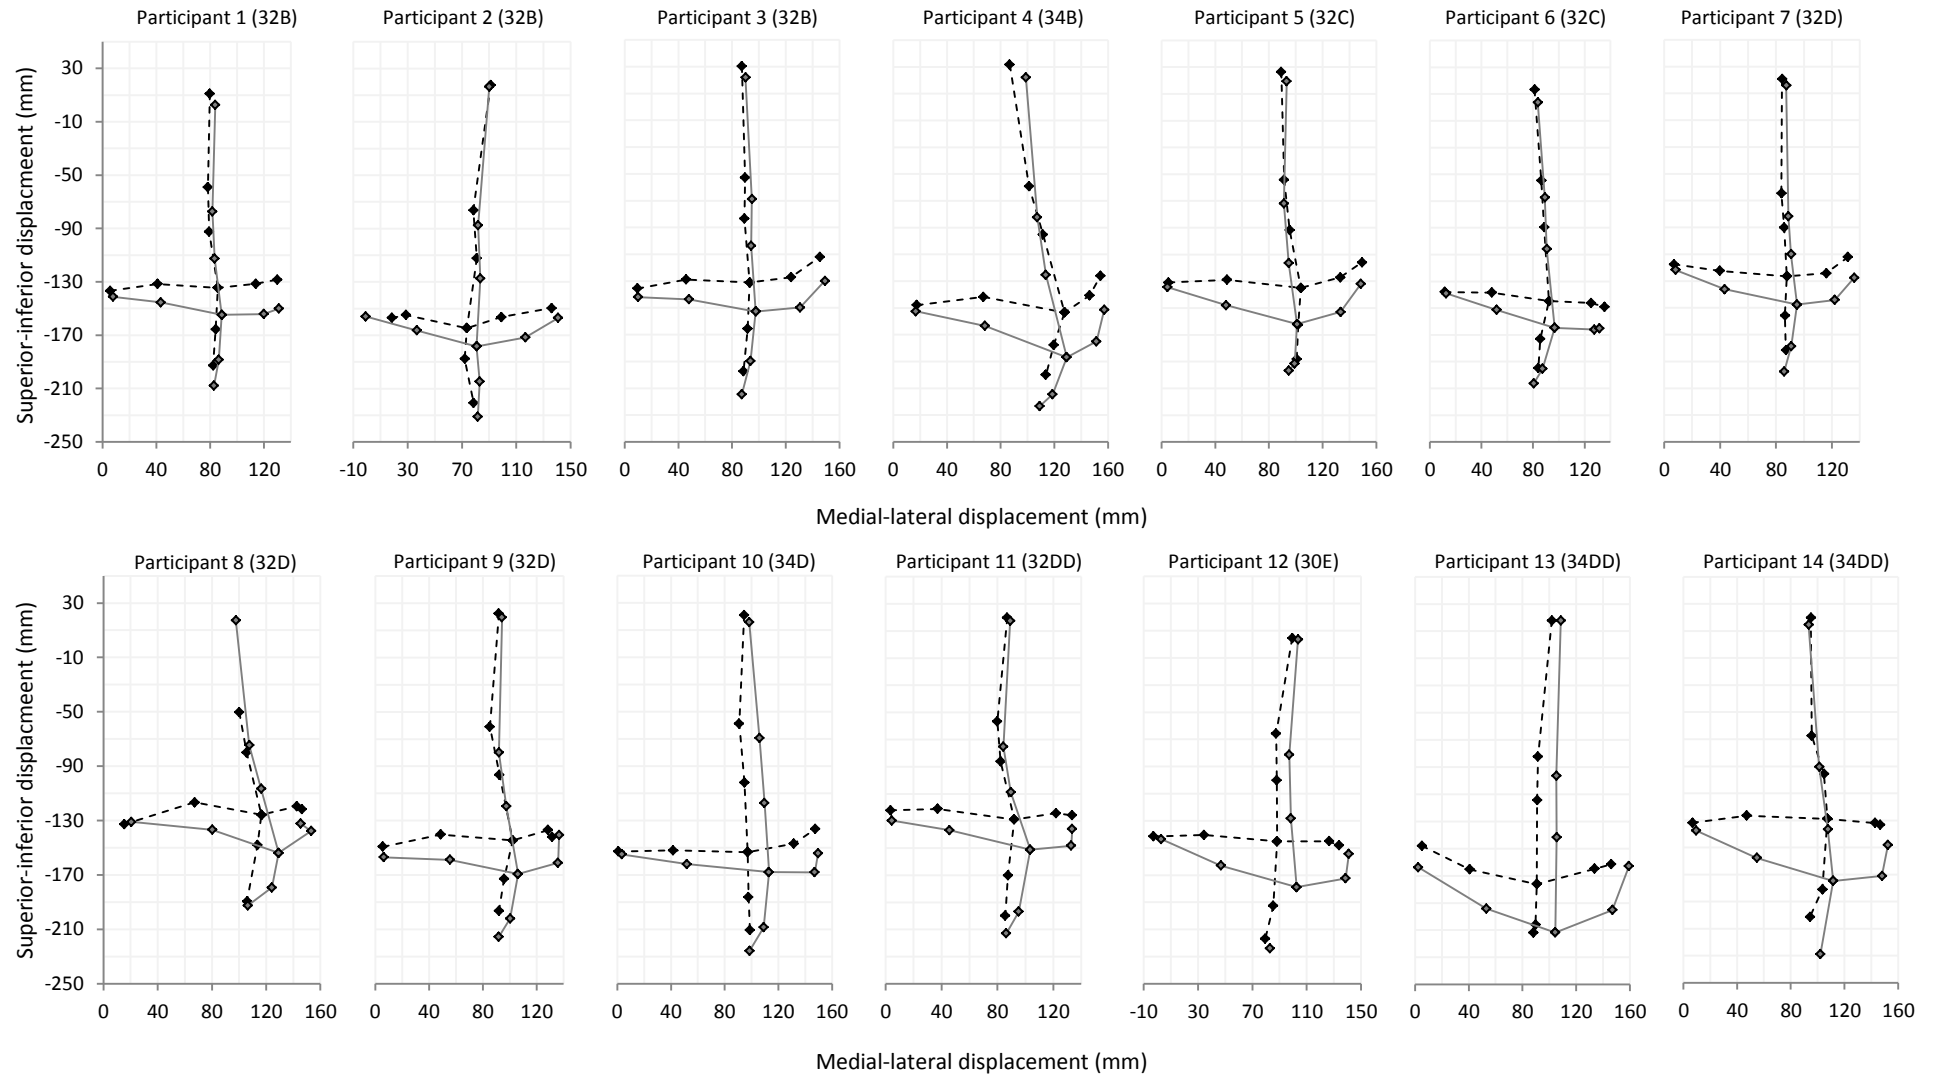 Participant 1 (32B) Participant 2 (32B) Participant 3 (32B) Participant 4 (34B) Participant 5 (32C) Participant 6 (32C) Participant 7 (32D)
Superior-inferior displacmeent (mm)
30
-10
-50
-90
-130
-170
-210
-250
0 40 80 120 -10 30 70 110 150 0 40 80 120 160 0 40 80 120 160 0 40 80 120 160 0 40 80 120 0 40 80 120
Medial-lateral displacement (mm)
Participant 8 (32D) Participant 9 (32D) Participant 10 (34D) Participant 11 (32DD) Participant 12 (30E) Participant 13 (34DD) Participant 14 (34DD)
Superior-inferior displacmeent (mm)
30
-10
-50
-90
-130
-170
-210
-250
0 40 80 120 160 0 40 80 120 0 40 80 120 160 0 40 80 120 -10 30 70 110 150 0 40 80 120 160 0 40 80 120 160
Medial-lateral displacement (mm)